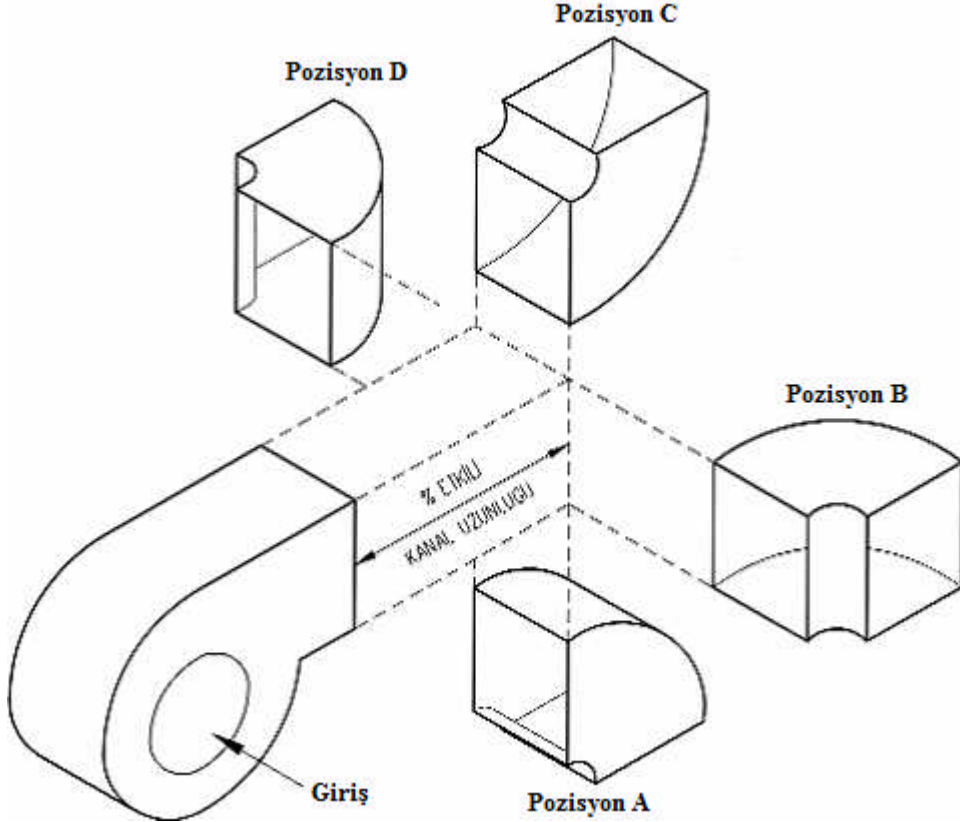 Pozisyon C
Pozisyon D
Pozisyon B
% ETKİLİ
KANAL UZUNLUĞU
Giriş
Pozisyon A